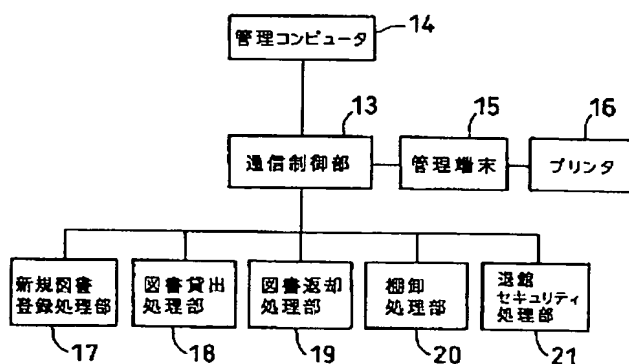 管理コンピュータ
14
13
15
16
通信制御部
管理端末
プリンタ
新規図書
登録処理部
図書貸出
処理部
図書返却
処理部
棚卸
処理部
退館
セキュリティ
処理部
17
18
19
20
21